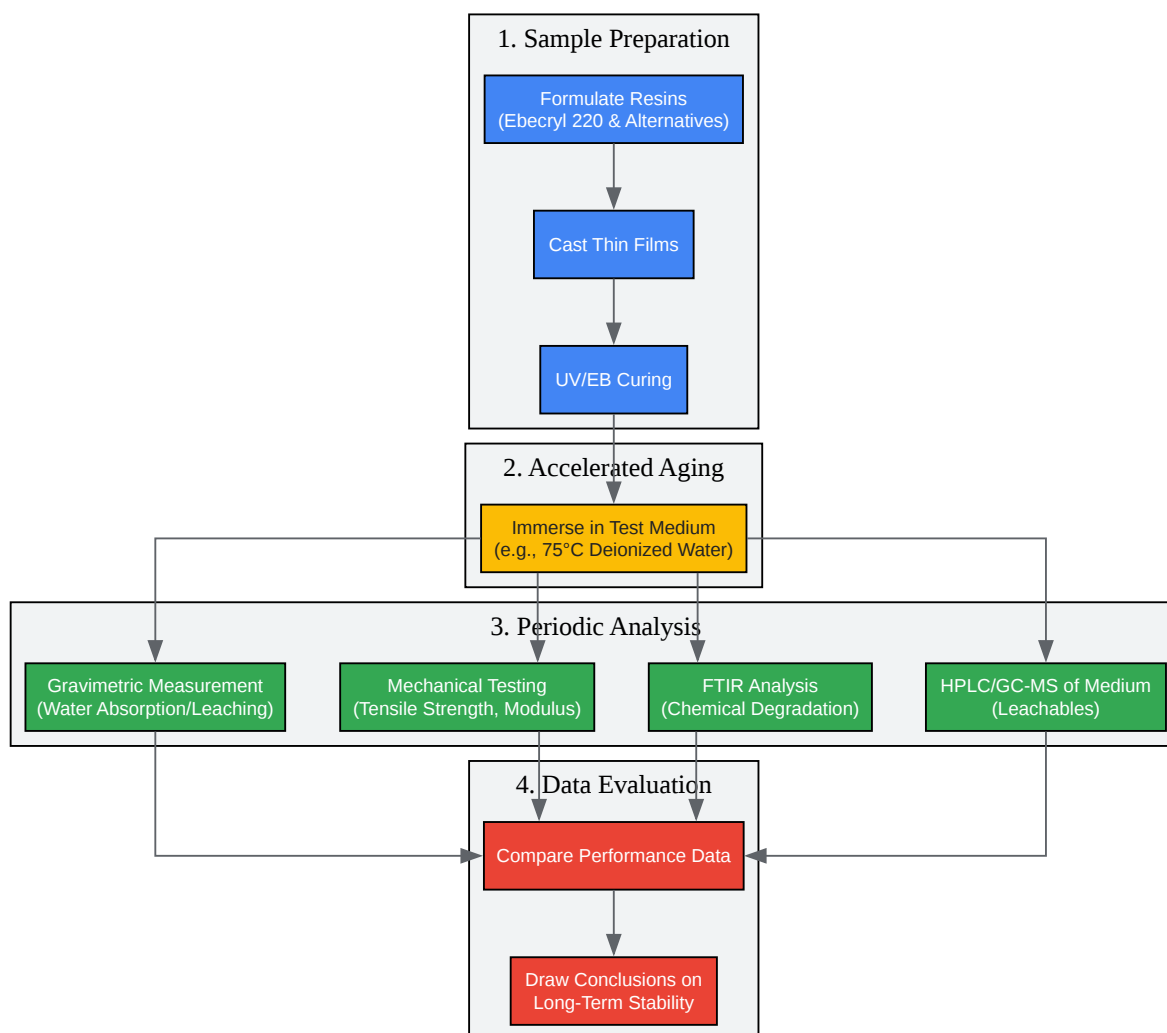 1. Sample Preparation
Formulate Resins
(Ebecryl 220 & Alternatives)
Cast Thin Films
UV/EB Curing
2. Accelerated Aging
Immerse in Test Medium
(e.g., 75°C Deionized Water)
3. Periodic Analysis
Gravimetric Measurement
(Water Absorption/Leaching)
Mechanical Testing
(Tensile Strength, Modulus)
FTIR Analysis
(Chemical Degradation)
HPLC/GC-MS of Medium
(Leachables)
4. Data Evaluation
Compare Performance Data
Draw Conclusions on
Long-Term Stability